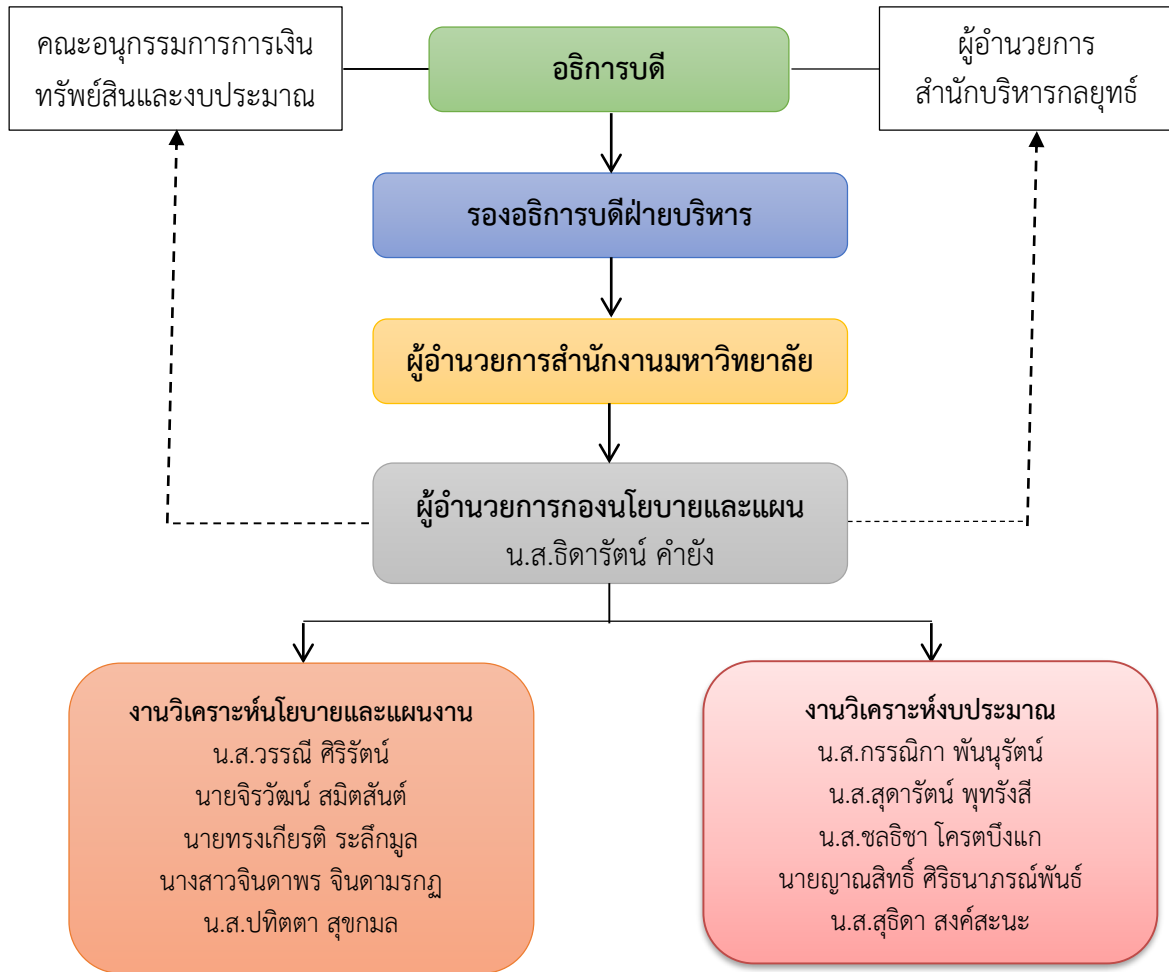 คณะอนุกรรมการการเงิน
ทรัพย์สินและงบประมาณ
อธิการบดี
ผู้อำนวยการ
สำนักบริหารกลยุทธ์
รองอธิการบดีฝ่ายบริหาร
ผู้อำนวยการสำนักงานมหาวิทยาลัย
ผู้อำนวยการกองนโยบายและแผน
น.ส.ธิดารัตน์ คำยัง
งานวิเคราะห์นโยบายและแผนงาน
น.ส.วรรณี ศิริรัตน์
นายจิรวัฒน์ สมิตสันต์
นายทรงเกียรติ ระลึกมูล
นางสาวจินดาพร จินดามรกฏ
น.ส.ปทิตตา สุขกมล
งานวิเคราะห์งบประมาณ
น.ส.กรรณิกา พันนุรัตน์
น.ส.สุดารัตน์ พุทรังสี
น.ส.ชลธิชา โครตบึงแก
นายญาณสิทธิ์ ศิริธนาภรณ์พันธ์
น.ส.สุธิดา สงค์สะนะ